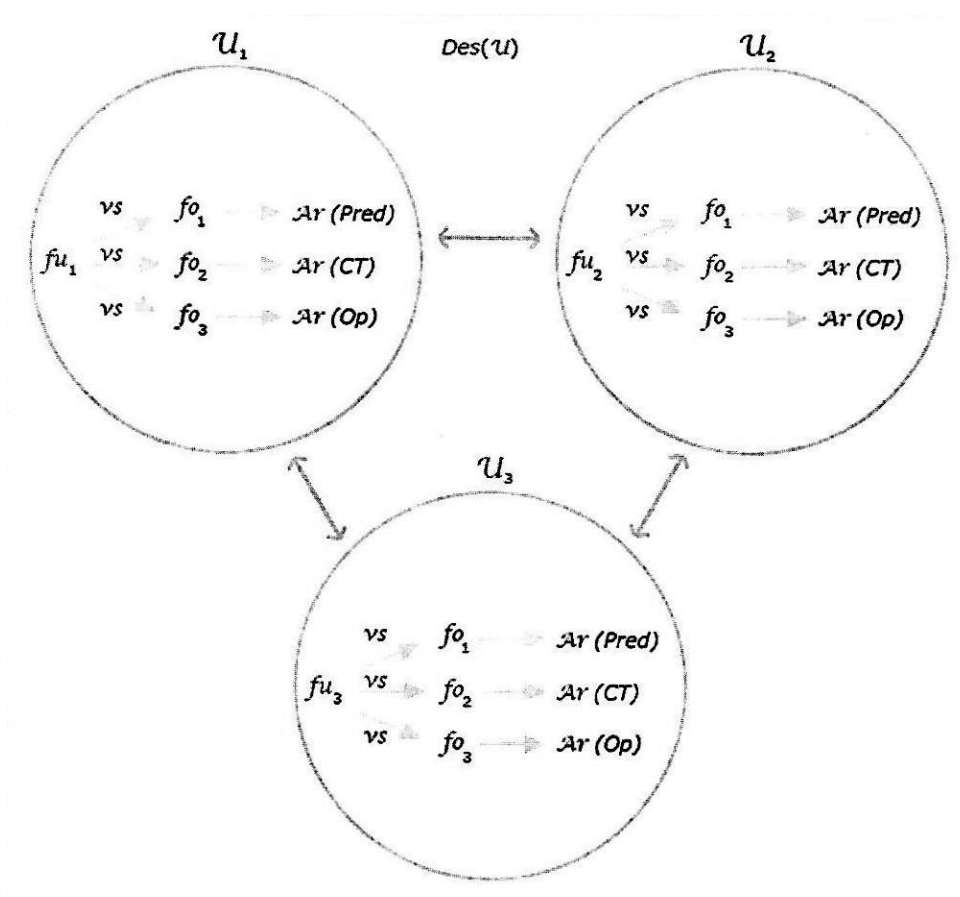 𝒰₁ Des(𝒰) 𝒰₂
vs fo₁ 𝒜r (Pred)
fu₁ vs fo₂ 𝒜r (CT)
vs fo₃ 𝒜r (Op)
vs fo₁ 𝒜r (Pred)
fu₂ vs fo₂ 𝒜r (CT)
vs fo₃ 𝒜r (Op)
𝒰₃
vs fo₁ 𝒜r (Pred)
fu₃ vs fo₂ 𝒜r (CT)
vs fo₃ 𝒜r (Op)